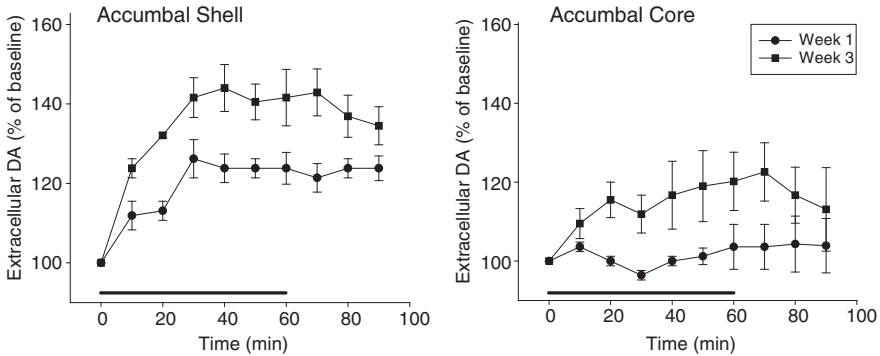 Accumbal Shell
Extracellular DA (% of baseline)
160
140
120
100
0
20
40
60
80
100
Time (min)
Accumbal Core
Week 1
Week 3
Extracellular DA (% of baseline)
160
140
120
100
0
20
40
60
80
100
Time (min)